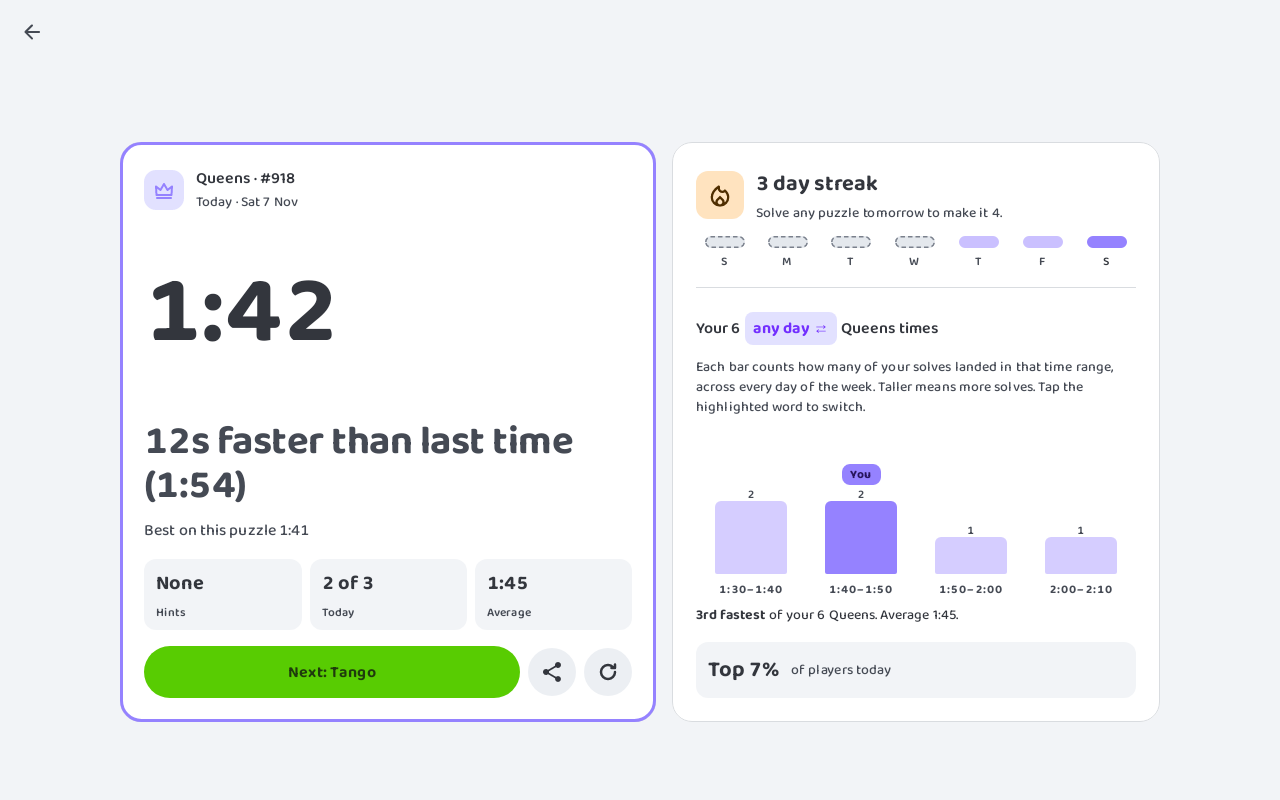 Queens · #918
Today · Sat 7 Nov
1:42
12s faster than last time
(1:54)
Best on this puzzle 1:41
None
Hints
2 of 3
Today
1:45
Average
Next: Tango
3 day streak
Solve any puzzle tomorrow to make it 4.
S M T W T F S
Your 6 any day ⇄ Queens times
Each bar counts how many of your solves landed in that time range,
across every day of the week. Taller means more solves. Tap the
highlighted word to switch.
You
2 2 1 1
1:30–1:40 1:40–1:50 1:50–2:00 2:00–2:10
3rd fastest of your 6 Queens. Average 1:45.
Top 7% of players today